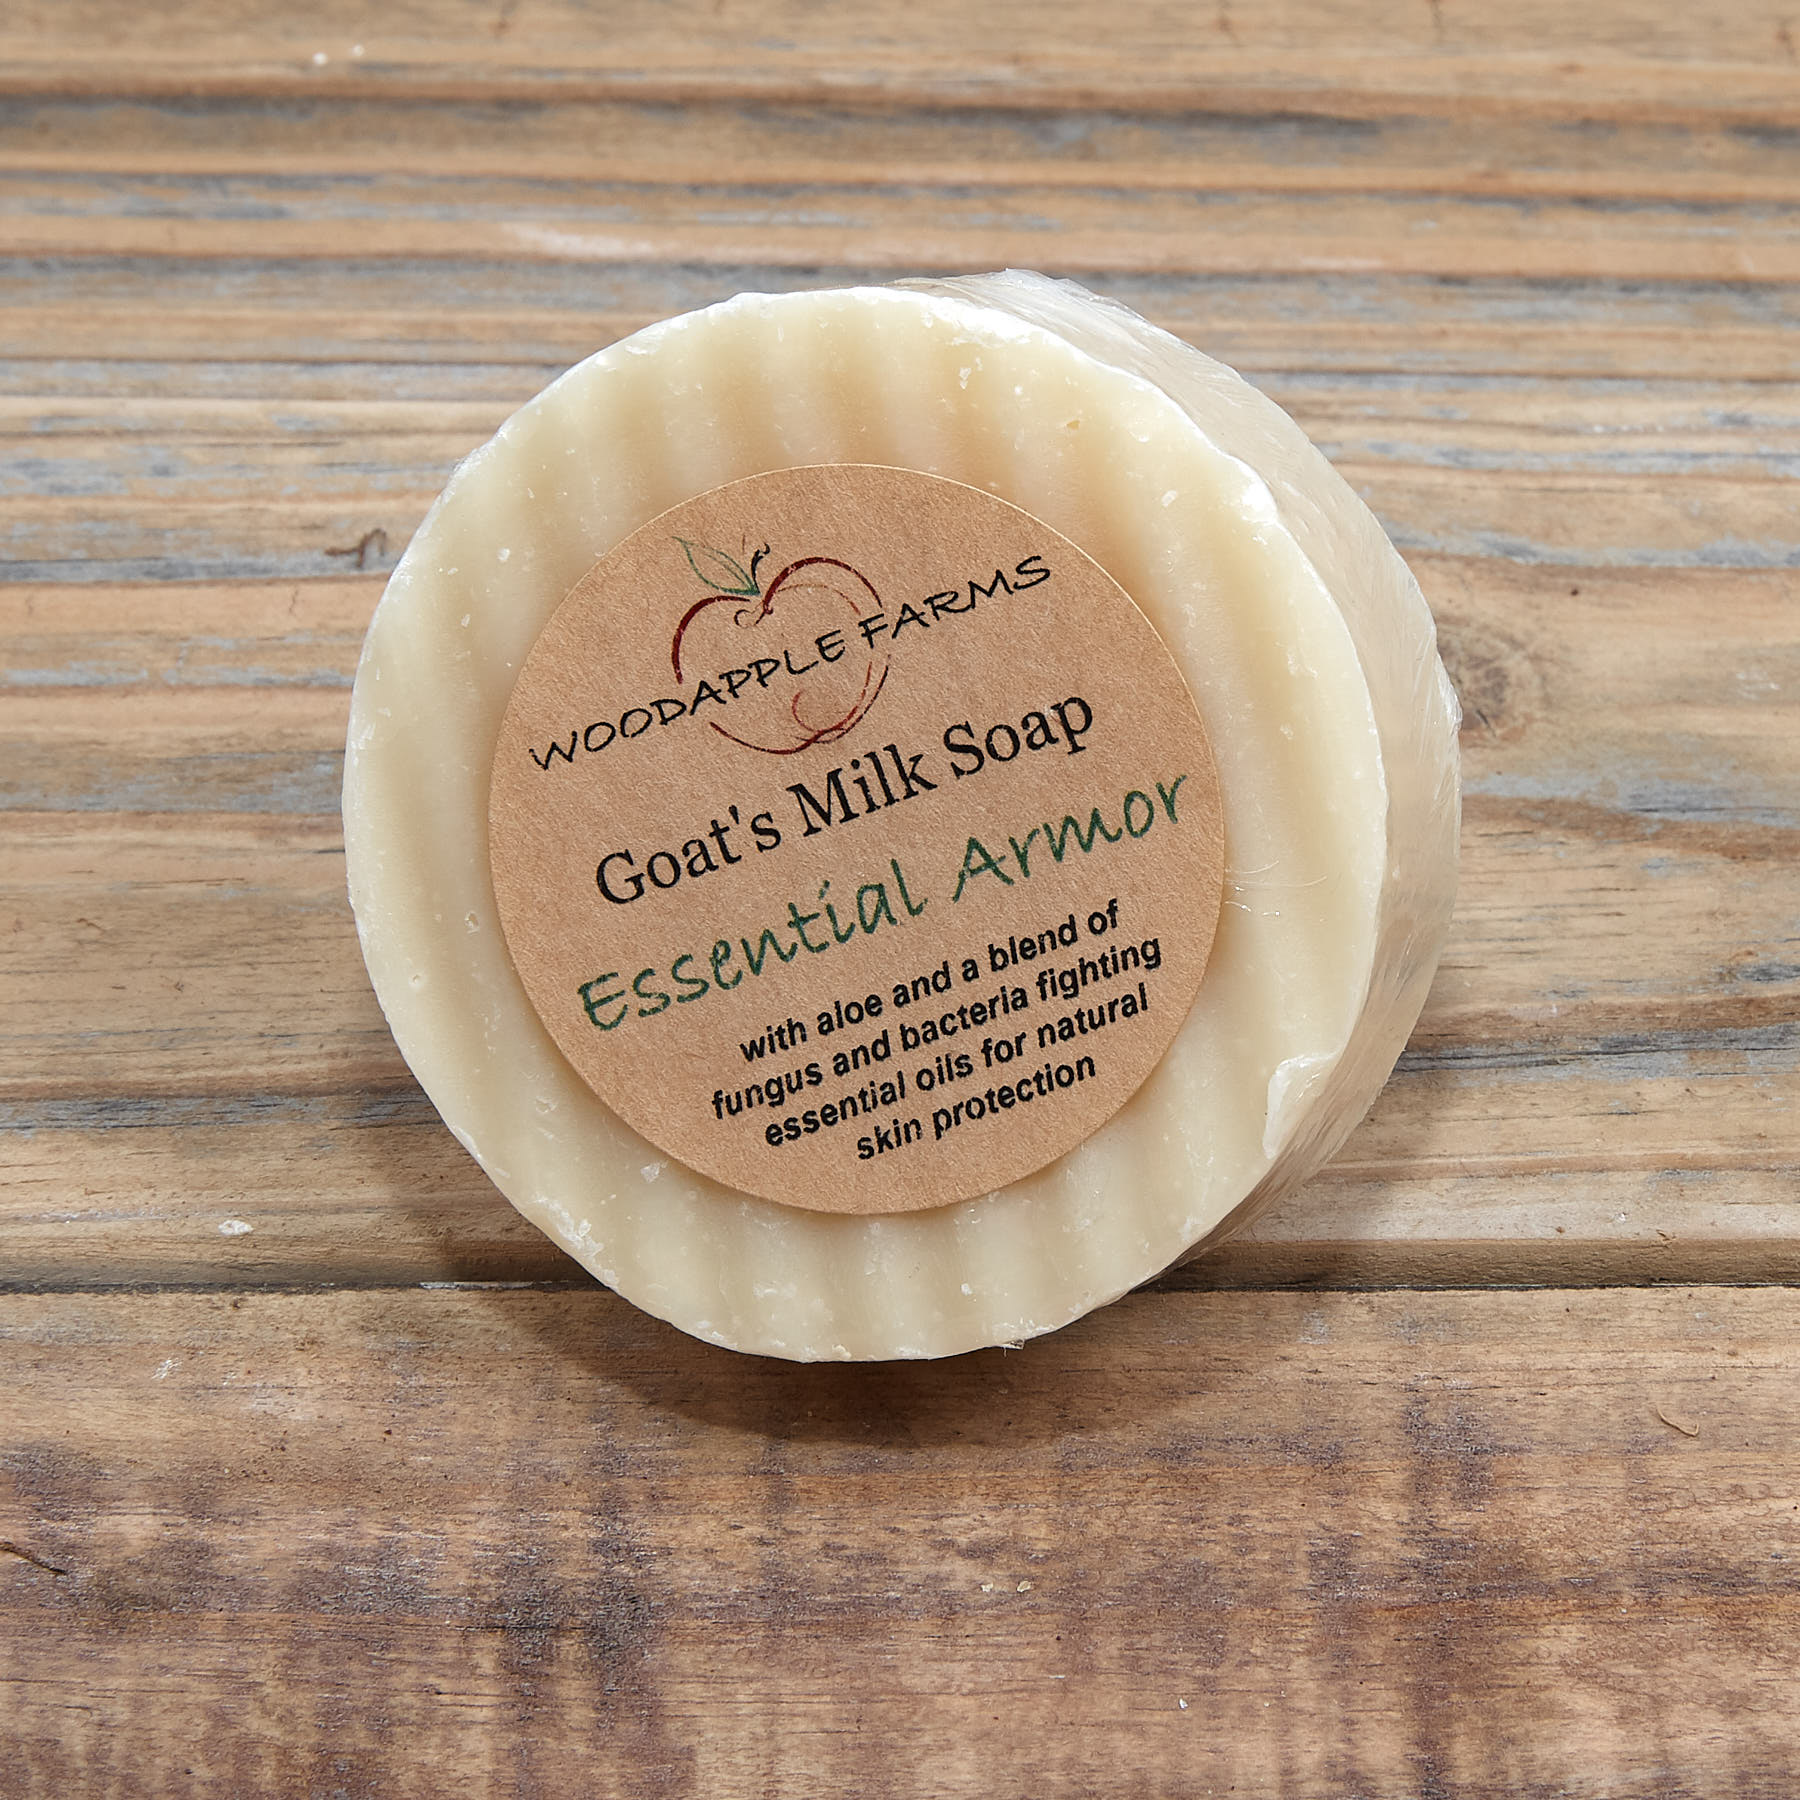 WOODAPPLE FARMS
Goat's Milk Soap
Essential Armor
with aloe and a blend of
fungus and bacteria fighting
essential oils for natural
skin protection